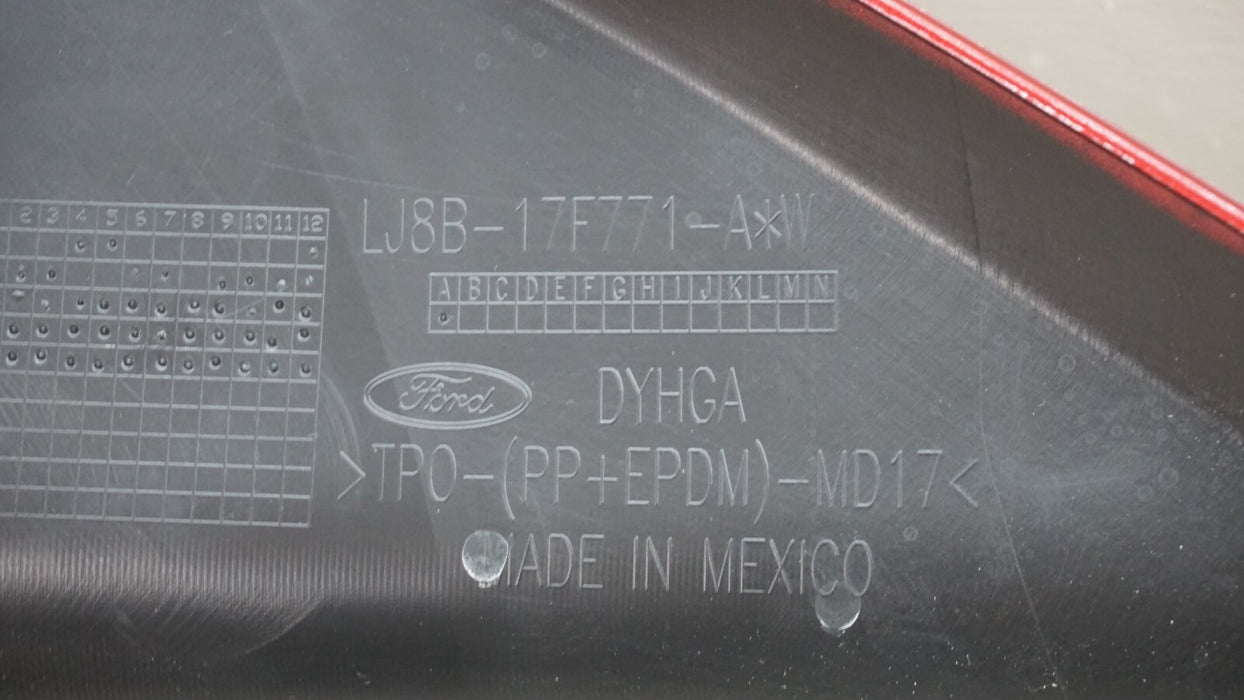 2 3 4 5 6 7 8 9 10 11 12
LJ8B-17F771-A*W
A B C D E F G H I J K L M N
Ford
DYHGA
>TPO-(PP+EPDM)-MD17<
MADE IN MEXICO